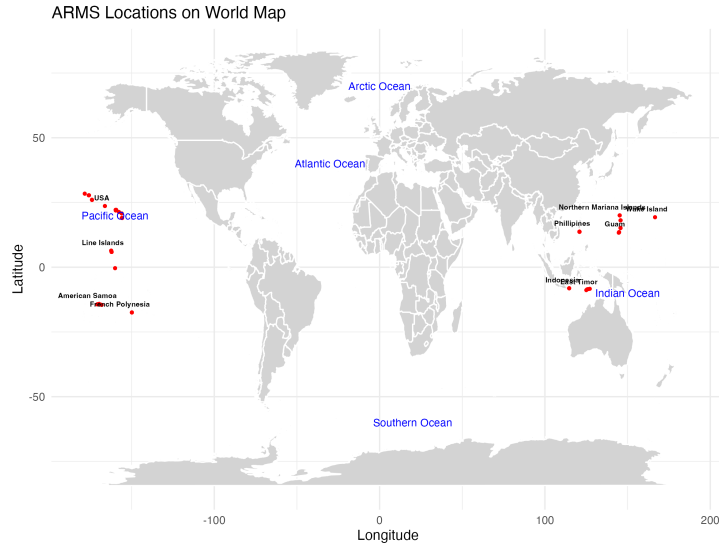 ARMS Locations on World Map
Arctic Ocean
50
Atlantic Ocean
USA
Northern Mariana Islands
Wake Island
Pacific Ocean
Phillipines
Guam
Line Islands
0
Indonesia
East Timor
American Samoa
Indian Ocean
French Polynesia
-50
Southern Ocean
Latitude
-100
0
100
200
Longitude